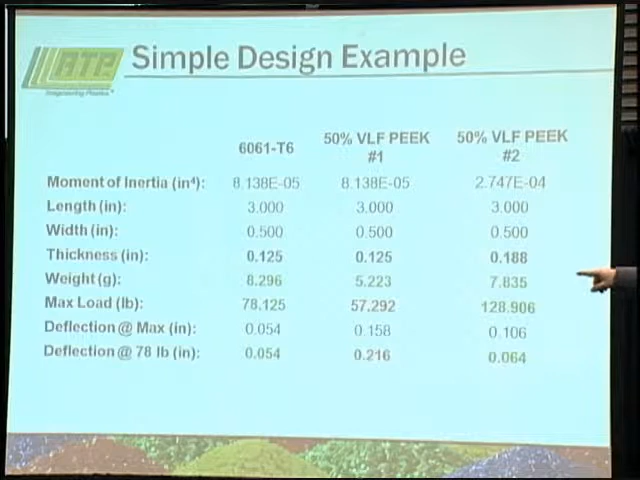 RTP
Imagineering Plastics
Simple Design Example
6061-T6 50% VLF PEEK #1 50% VLF PEEK #2
Moment of Inertia (in⁴): 8.138E-05 8.138E-05 2.747E-04
Length (in): 3.000 3.000 3.000
Width (in): 0.500 0.500 0.500
Thickness (in): 0.125 0.125 0.188
Weight (g): 8.296 5.223 7.835
Max Load (lb): 78.125 57.292 128.906
Deflection @ Max (in): 0.054 0.158 0.106
Deflection @ 78 lb (in): 0.054 0.216 0.064